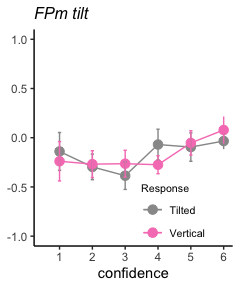 FPm tilt
1.0
0.5
0.0
-0.5
-1.0
Response
Tilted
Vertical
1 2 3 4 5 6
confidence